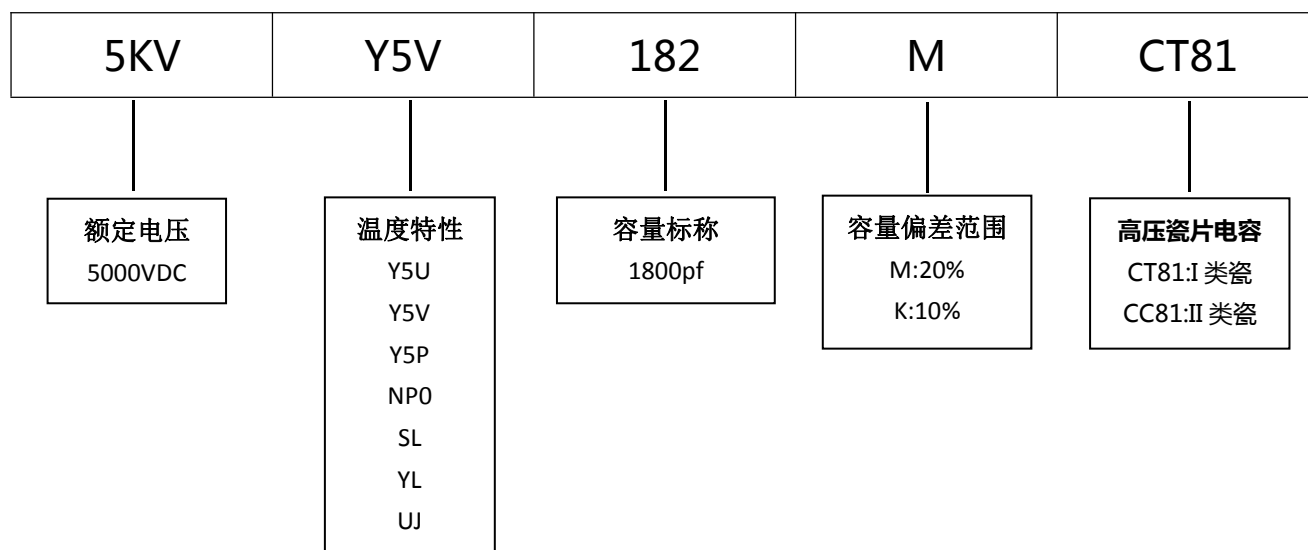 5KV Y5V 182 M CT81
额定电压
5000VDC
温度特性
Y5U
Y5V
Y5P
NP0
SL
YL
UJ
容量标称
1800pf
容量偏差范围
M:20%
K:10%
高压瓷片电容
CT81:I 类瓷
CC81:II 类瓷